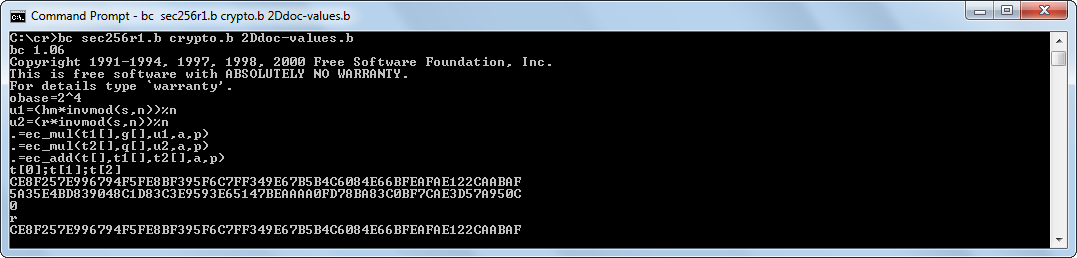 Command Prompt - bc  sec256r1.b crypto.b 2Ddoc-values.b
C:\cr>bc sec256r1.b crypto.b 2Ddoc-values.b
bc 1.06
Copyright 1991-1994, 1997, 1998, 2000 Free Software Foundation, Inc.
This is free software with ABSOLUTELY NO WARRANTY.
For details type `warranty'.
obase=2^4
u1=(hm*invmod(s,n))%n
u2=(r*invmod(s,n))%n
.=ec_mul(t1[],g[],u1,a,p)
.=ec_mul(t2[],q[],u2,a,p)
.=ec_add(t[],t1[],t2[],a,p)
t[0];t[1];t[2]
CE8F257E996794F5FE8BF395F6C7FF349E67B5B4C6084E66BFEAFAE122CAABAF
5A35E4BD839048C1D83C3E9593E65147BEAAAA0FD78BA83C0BF7CAE3D57A950C
0
r
CE8F257E996794F5FE8BF395F6C7FF349E67B5B4C6084E66BFEAFAE122CAABAF